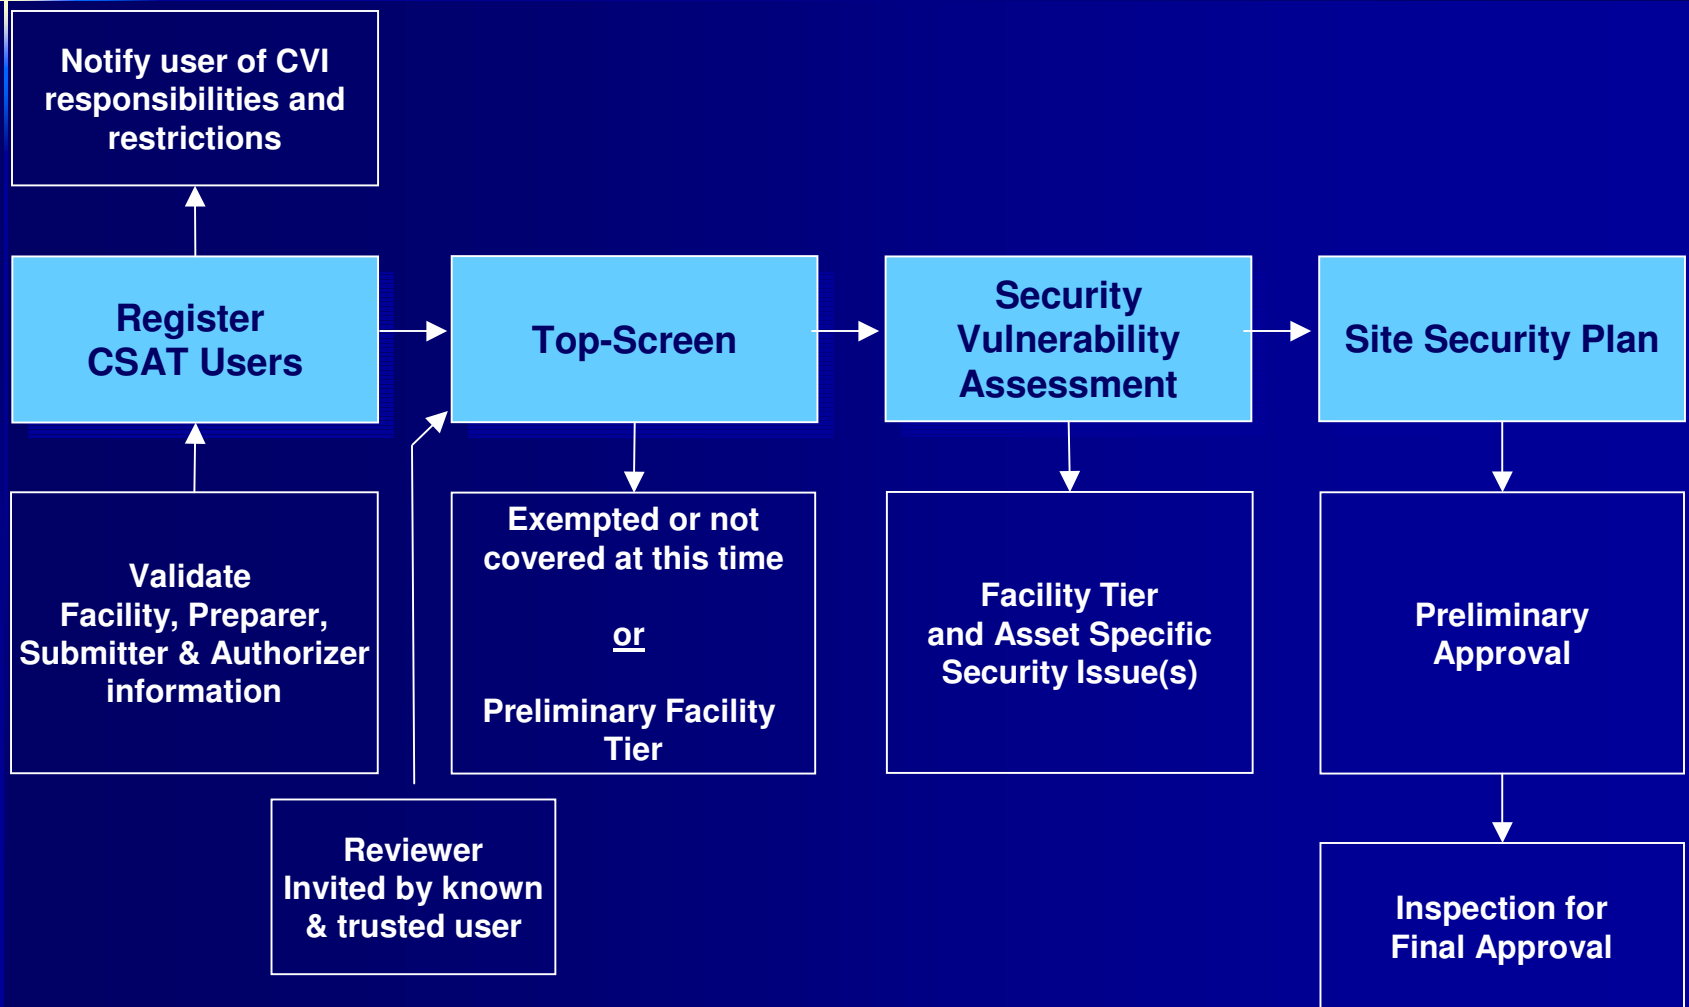 Notify user of CVI
responsibilities and
restrictions
Register
CSAT Users
Top-Screen
Security
Vulnerability
Assessment
Site Security Plan
Validate
Facility, Preparer,
Submitter & Authorizer
information
Exempted or not
covered at this time
or
Preliminary Facility
Tier
Facility Tier
and Asset Specific
Security Issue(s)
Preliminary
Approval
Reviewer
Invited by known
& trusted user
Inspection for
Final Approval